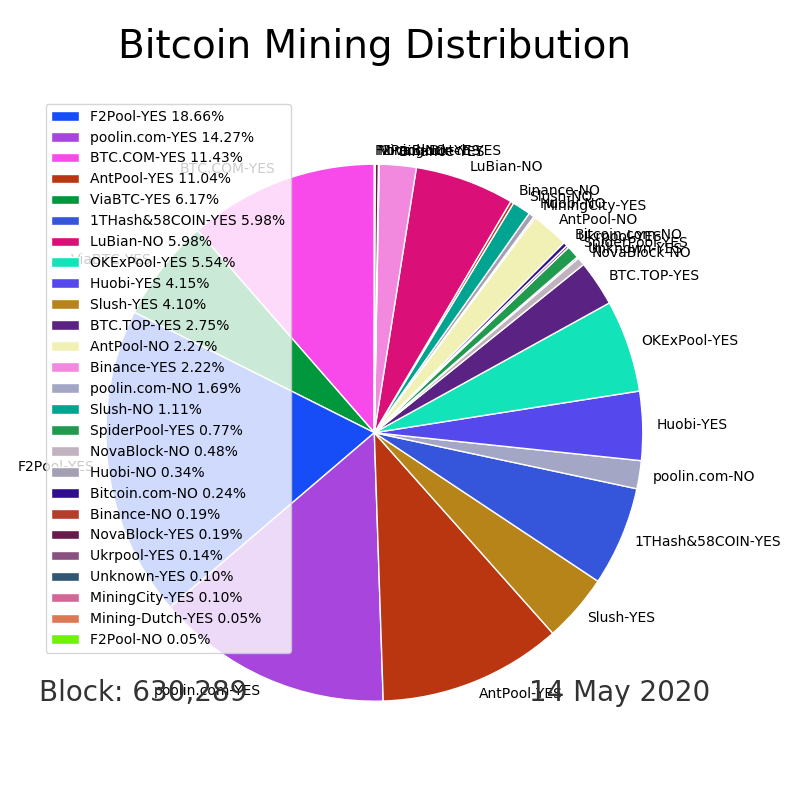 Bitcoin Mining Distribution
F2Pool-YES 18.66%
poolin.com-YES 14.27%
BTC.COM-YES 11.43%
AntPool-YES 11.04%
ViaBTC-YES 6.17%
1THash&58COIN-YES 5.98%
LuBian-NO 5.98%
OKExPool-YES 5.54%
Huobi-YES 4.15%
Slush-YES 4.10%
BTC.TOP-YES 2.75%
AntPool-NO 2.27%
Binance-YES 2.22%
poolin.com-NO 1.69%
Slush-NO 1.11%
SpiderPool-YES 0.77%
NovaBlock-NO 0.48%
Huobi-NO 0.34%
Bitcoin.com-NO 0.24%
Binance-NO 0.19%
NovaBlock-YES 0.19%
Ukrpool-YES 0.14%
Unknown-YES 0.10%
MiningCity-YES 0.10%
Mining-Dutch-YES 0.05%
F2Pool-NO 0.05%
LuBian-NO
Binance-NO
Slush-NO
MiningCity-YES
AntPool-NO
Bitcoin.com-NO
SpiderPool-YES
NovaBlock-NO
BTC.TOP-YES
OKExPool-YES
Huobi-YES
poolin.com-NO
1THash&58COIN-YES
Slush-YES
AntPool-YES
poolin.com-YES
F2Pool-YES
BTC.COM-YES
Block: 630,289
14 May 2020